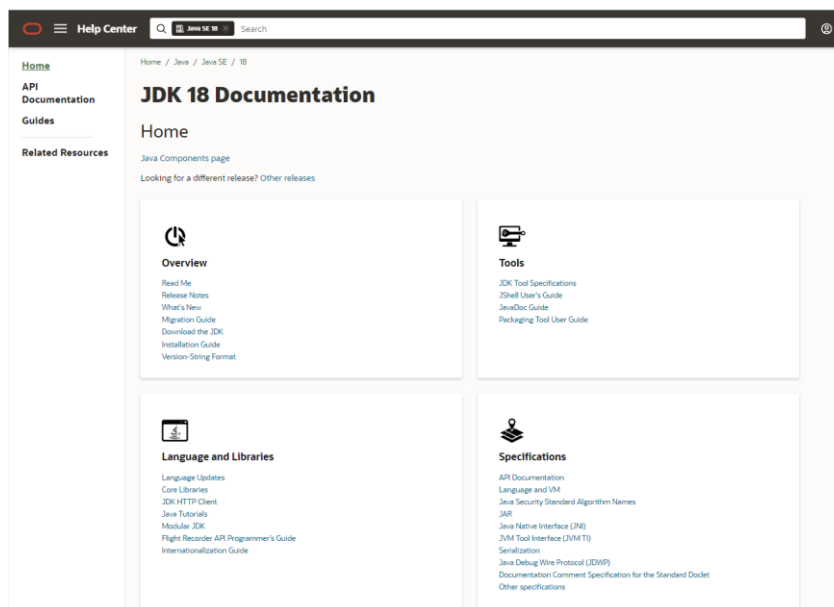 Help Center
Java SE 18
Search
Home
API
Documentation
Guides
Related Resources
Home / Java / Java SE / 18
JDK 18 Documentation
Home
Java Components page
Looking for a different release? Other releases
Overview
Read Me
Release Notes
What's New
Migration Guide
Download the JDK
Installation Guide
Version-String Format
Tools
JDK Tool Specifications
JShell User's Guide
JavaDoc Guide
Packaging Tool User Guide
Language and Libraries
Language Updates
Core Libraries
JDK HTTP Client
Java Tutorials
Modular JDK
Flight Recorder API Programmer's Guide
Internationalization Guide
Specifications
API Documentation
Language and VM
Java Security Standard Algorithm Names
JAR
Java Native Interface (JNI)
JVM Tool Interface (JVM TI)
Serialization
Java Debug Wire Protocol (JDWP)
Documentation Comment Specification for the Standard Doclet
Other specifications